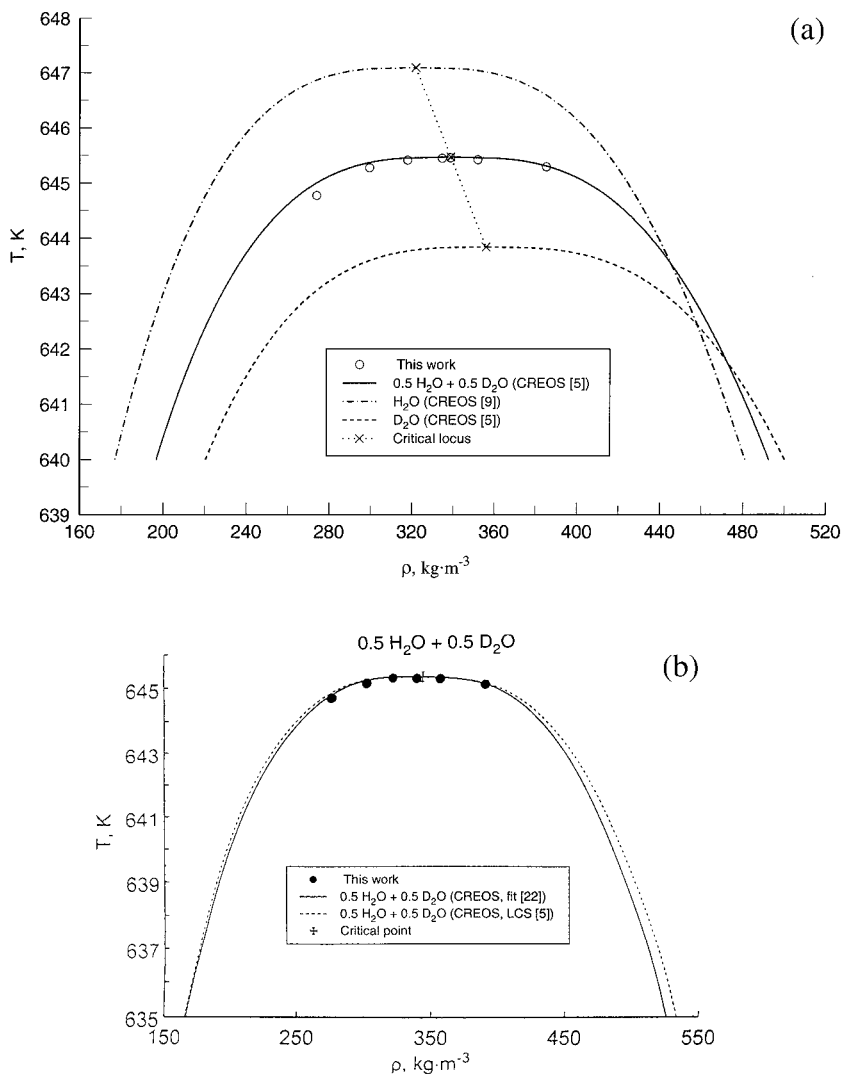 (a)
648
647
646
645
644
643
642
641
640
639
T, K
This work
0.5 H₂O + 0.5 D₂O (CREOS [5])
H₂O (CREOS [9])
D₂O (CREOS [5])
Critical locus
160 200 240 280 320 360 400 440 480 520
ρ, kg·m⁻³
0.5 H₂O + 0.5 D₂O
(b)
645
643
641
639
637
635
T, K
This work
0.5 H₂O + 0.5 D₂O (CREOS, fit [22])
0.5 H₂O + 0.5 D₂O (CREOS, LCS [5])
Critical point
150 250 350 450 550
ρ, kg·m⁻³